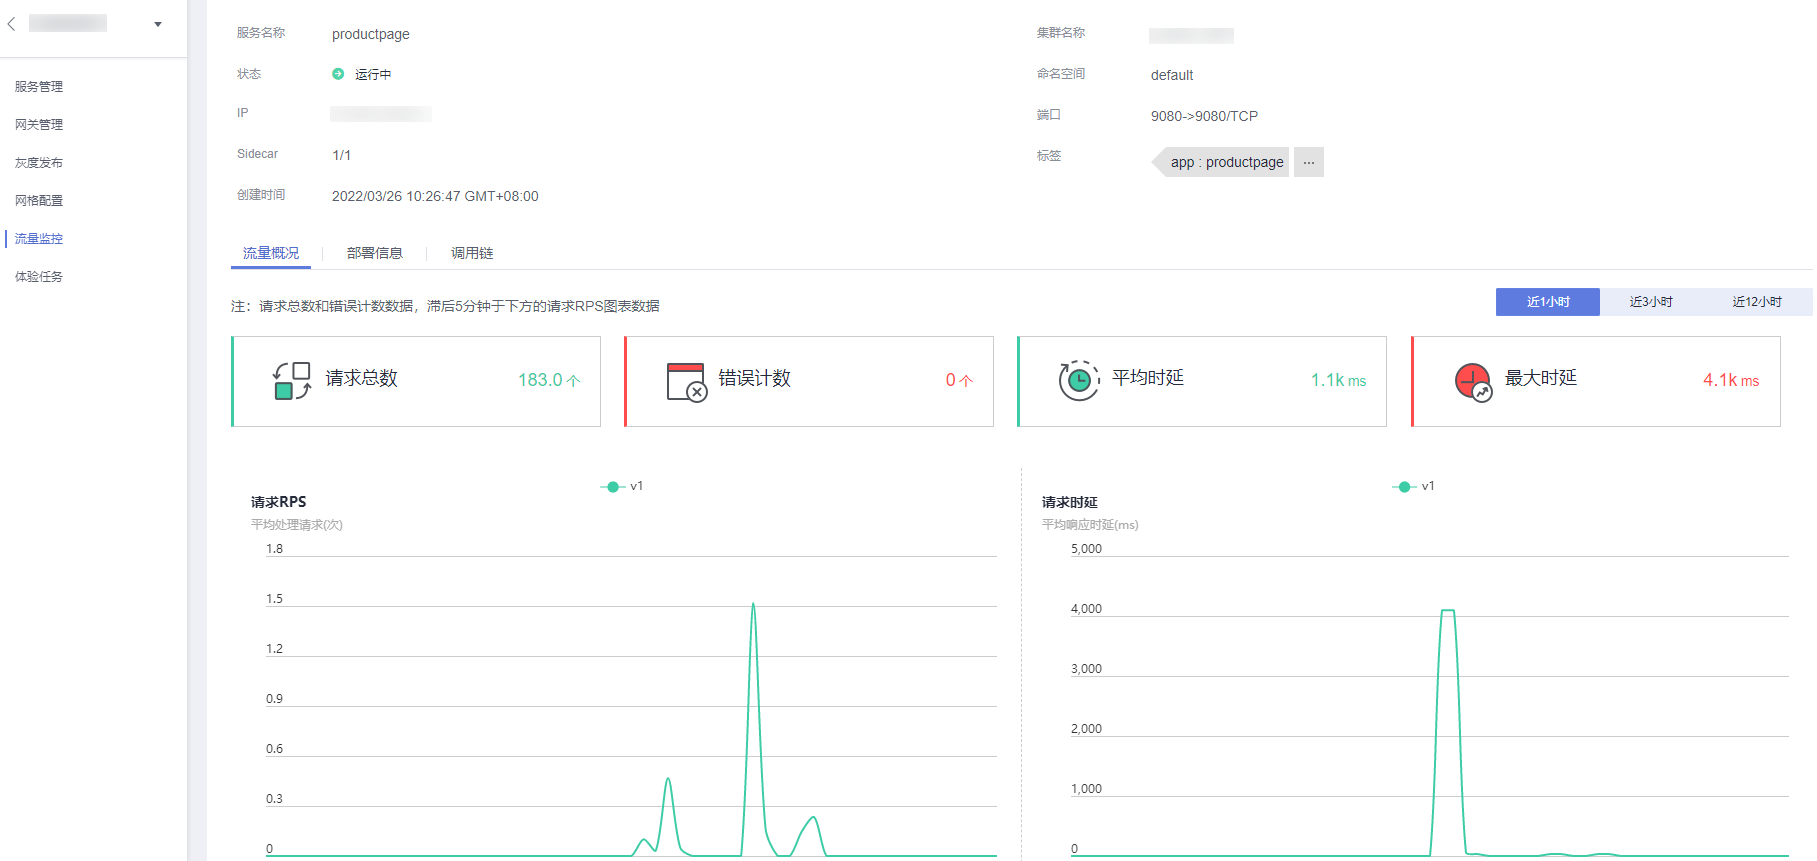 服务管理
网关管理
灰度发布
网格配置
流量监控
体验任务
服务名称 productpage
集群名称
状态 运行中
命名空间 default
IP
端口 9080->9080/TCP
Sidecar 1/1
标签 app : productpage ...
创建时间 2022/03/26 10:26:47 GMT+08:00
流量概况 部署信息 调用链
注：请求总数和错误计数数据，滞后5分钟于下方的请求RPS图表数据
近1小时 近3小时 近12小时
请求总数 183.0 个
错误计数 0 个
平均时延 1.1k ms
最大时延 4.1k ms
v1
请求RPS
平均处理请求(次)
1.8
1.5
1.2
0.9
0.6
0.3
0
v1
请求时延
平均响应时延(ms)
5,000
4,000
3,000
2,000
1,000
0